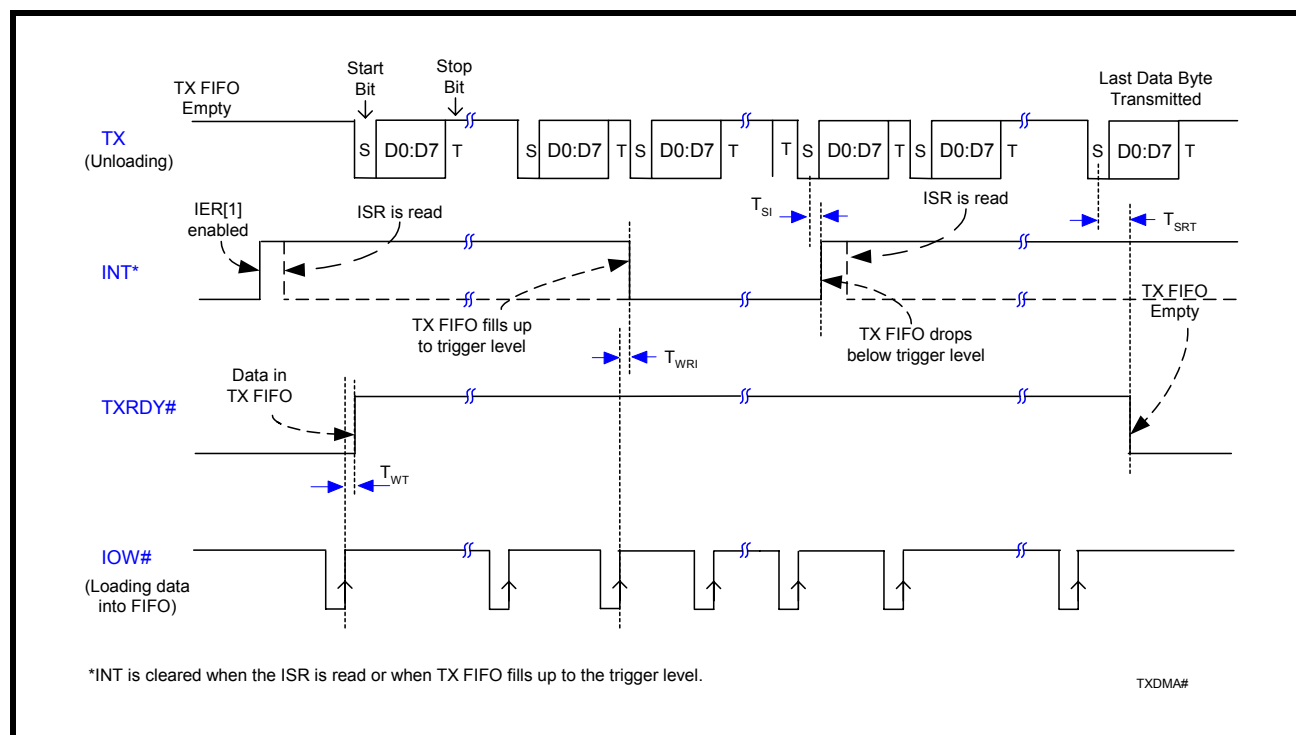 TX FIFO
Empty
Start
Bit
Stop
Bit
Last Data Byte
Transmitted
TX
(Unloading)
S D0:D7 T S D0:D7 T S D0:D7 T T S D0:D7 T S D0:D7 T S D0:D7 T
IER[1]
enabled
ISR is read
TSI
ISR is read
TSRT
INT*
TX FIFO fills up
to trigger level
TX FIFO drops
below trigger level
TX FIFO
Empty
TWRI
Data in
TX FIFO
TXRDY#
TWT
IOW#
(Loading data
into FIFO)
*INT is cleared when the ISR is read or when TX FIFO fills up to the trigger level.
TXDMA#